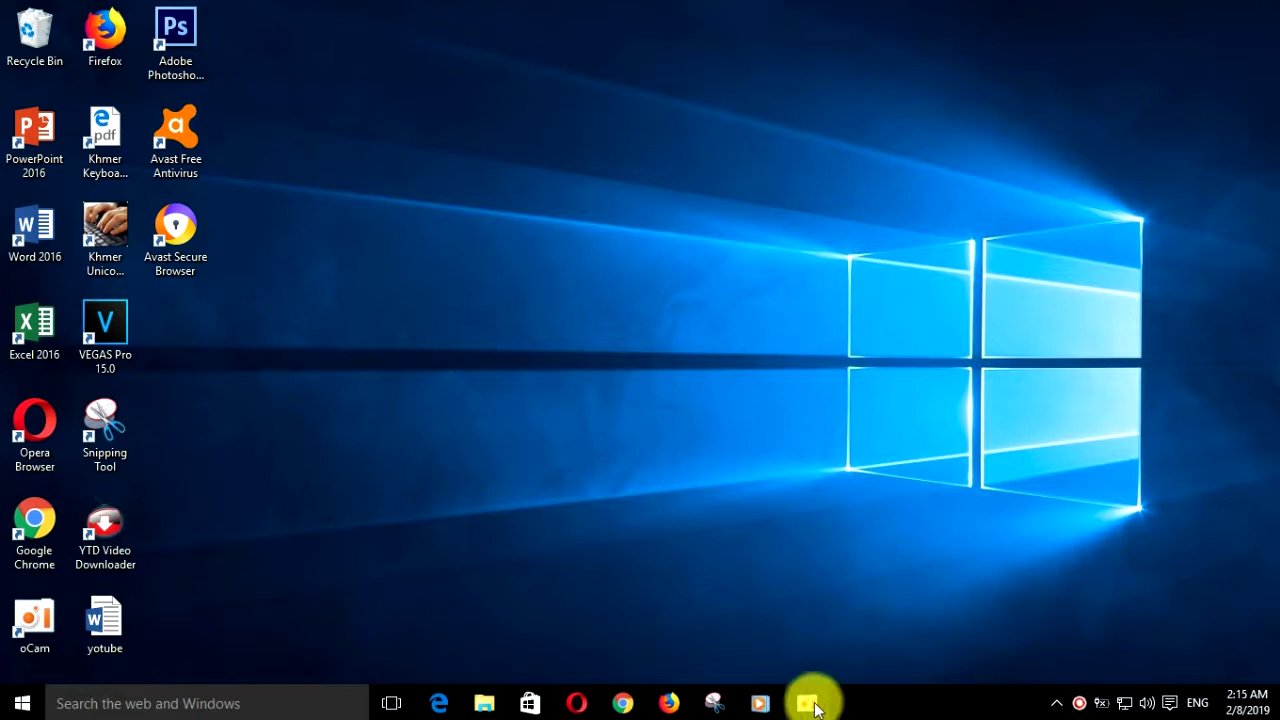 Recycle Bin
Firefox
Ps
Adobe
Photosho...
PowerPoint
2016
pdf
Khmer
Keyboa...
Avast Free
Antivirus
Word 2016
Khmer
Unico...
Avast Secure
Browser
Excel 2016
V
VEGAS Pro
15.0
Opera
Browser
Snipping
Tool
Google
Chrome
YTD Video
Downloader
oCam
yotube
Search the web and Windows
ENG
2:15 AM
2/8/2019